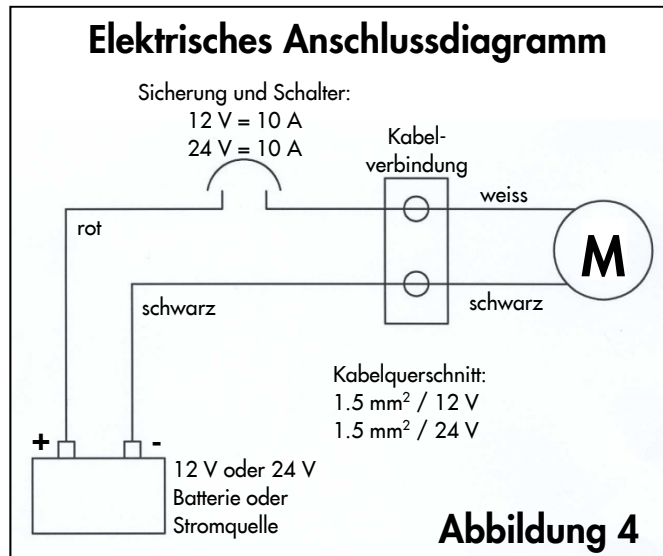 Elektrisches Anschlussdiagramm
Sicherung und Schalter:
12 V = 10 A
24 V = 10 A
Kabel-
verbindung
weiss
rot
M
schwarz
schwarz
Kabelquerschnitt:
1.5 mm² / 12 V
1.5 mm² / 24 V
+
-
12 V oder 24 V
Batterie oder
Stromquelle
Abbildung 4